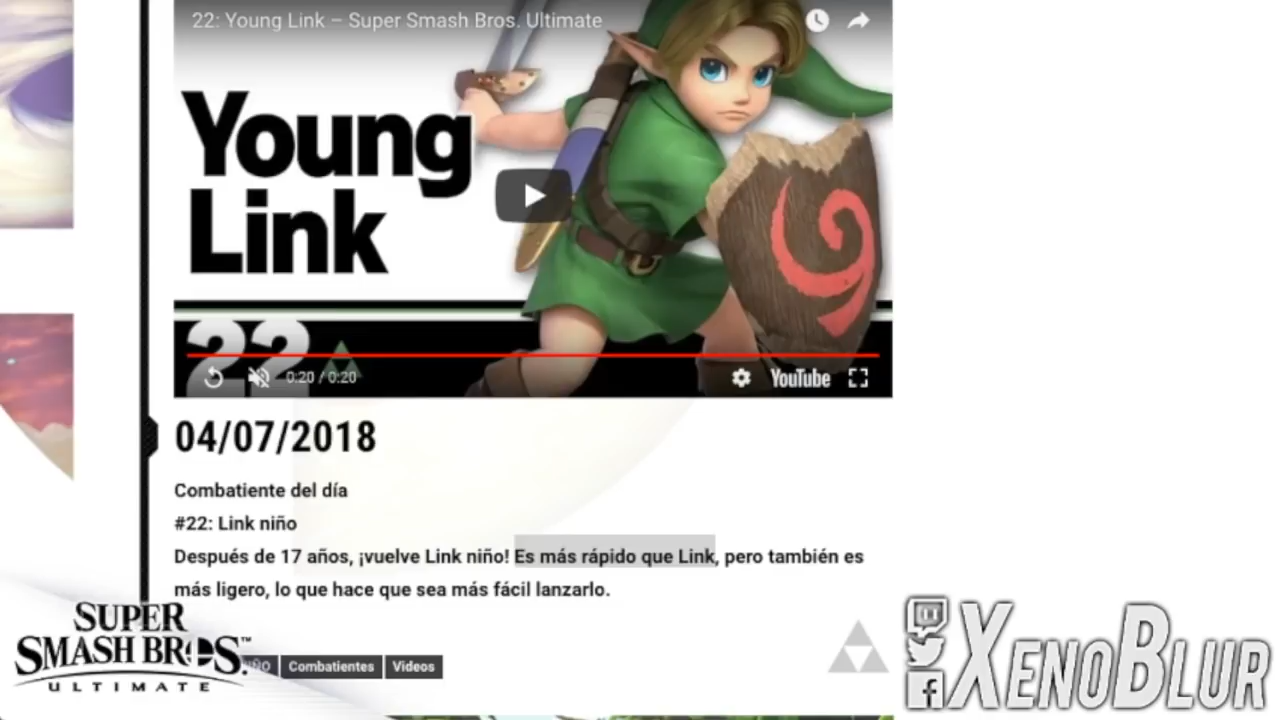 22: Young Link – Super Smash Bros. Ultimate
Young
Link
22
0:20 / 0:20
YouTube
04/07/2018
Combatiente del día
#22: Link niño
Después de 17 años, ¡vuelve Link niño! Es más rápido que Link, pero también es
más ligero, lo que hace que sea más fácil lanzarlo.
Combatientes
Videos
SUPER
SMASH BROS.™
ULTIMATE
XENOBLUR